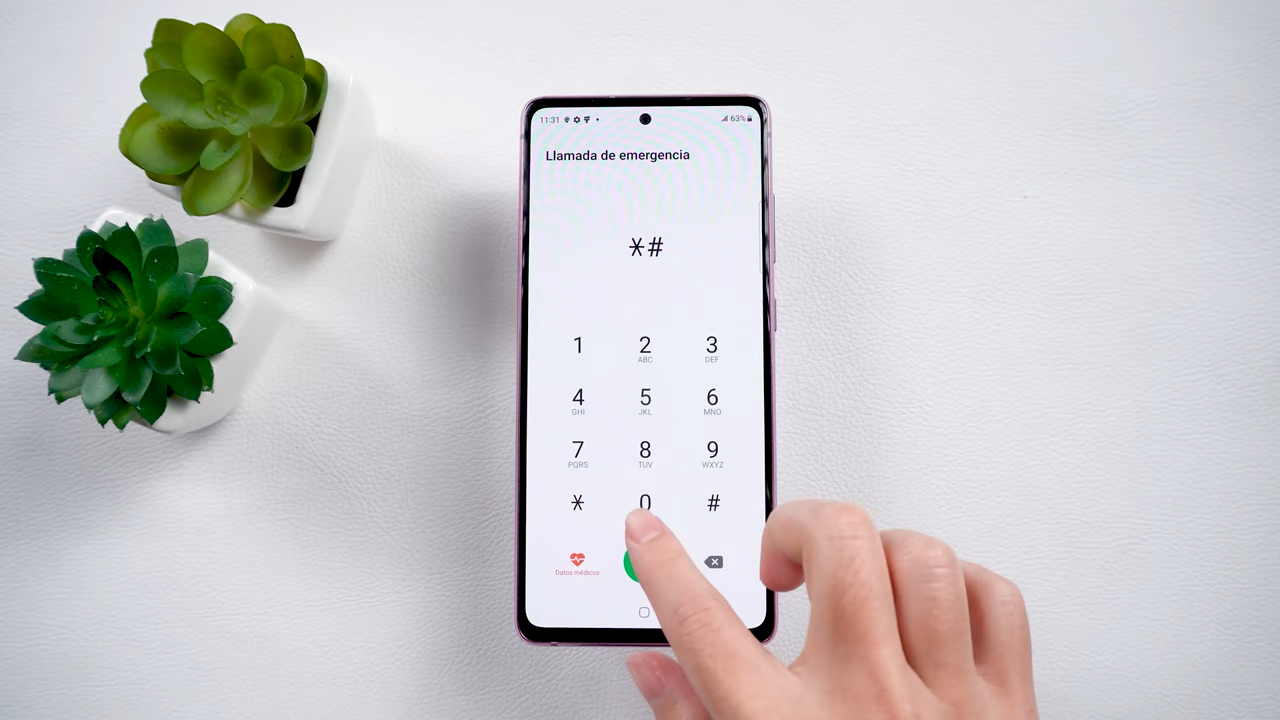 11:31 63%
Llamada de emergencia
*#
1 2 3
ABC DEF
4 5 6
GHI JKL MNO
7 8 9
PQRS TUV WXYZ
* 0 #
Datos médicos